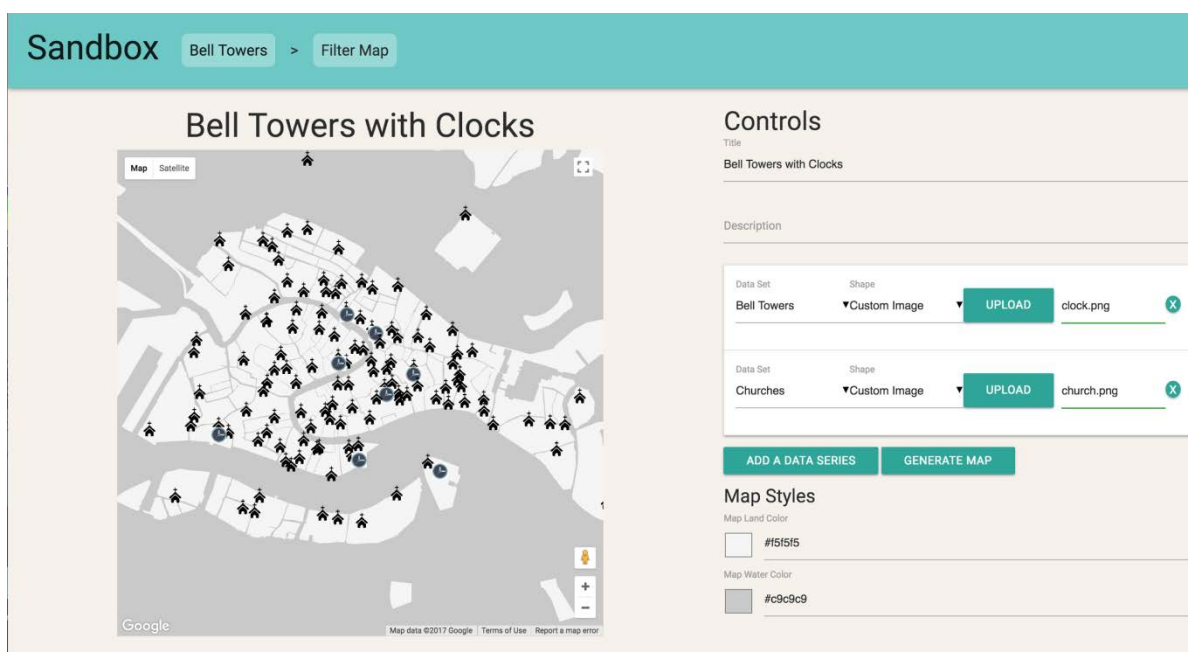 Sandbox Bell Towers > Filter Map
Bell Towers with Clocks
Map Satellite
Google
Map data ©2017 Google Terms of Use Report a map error
Controls
Title
Bell Towers with Clocks
Description
Data Set Shape
Bell Towers ▼Custom Image ▼ UPLOAD clock.png X
Data Set Shape
Churches ▼Custom Image ▼ UPLOAD church.png X
ADD A DATA SERIES GENERATE MAP
Map Styles
Map Land Color
#f5f5f5
Map Water Color
#c9c9c9